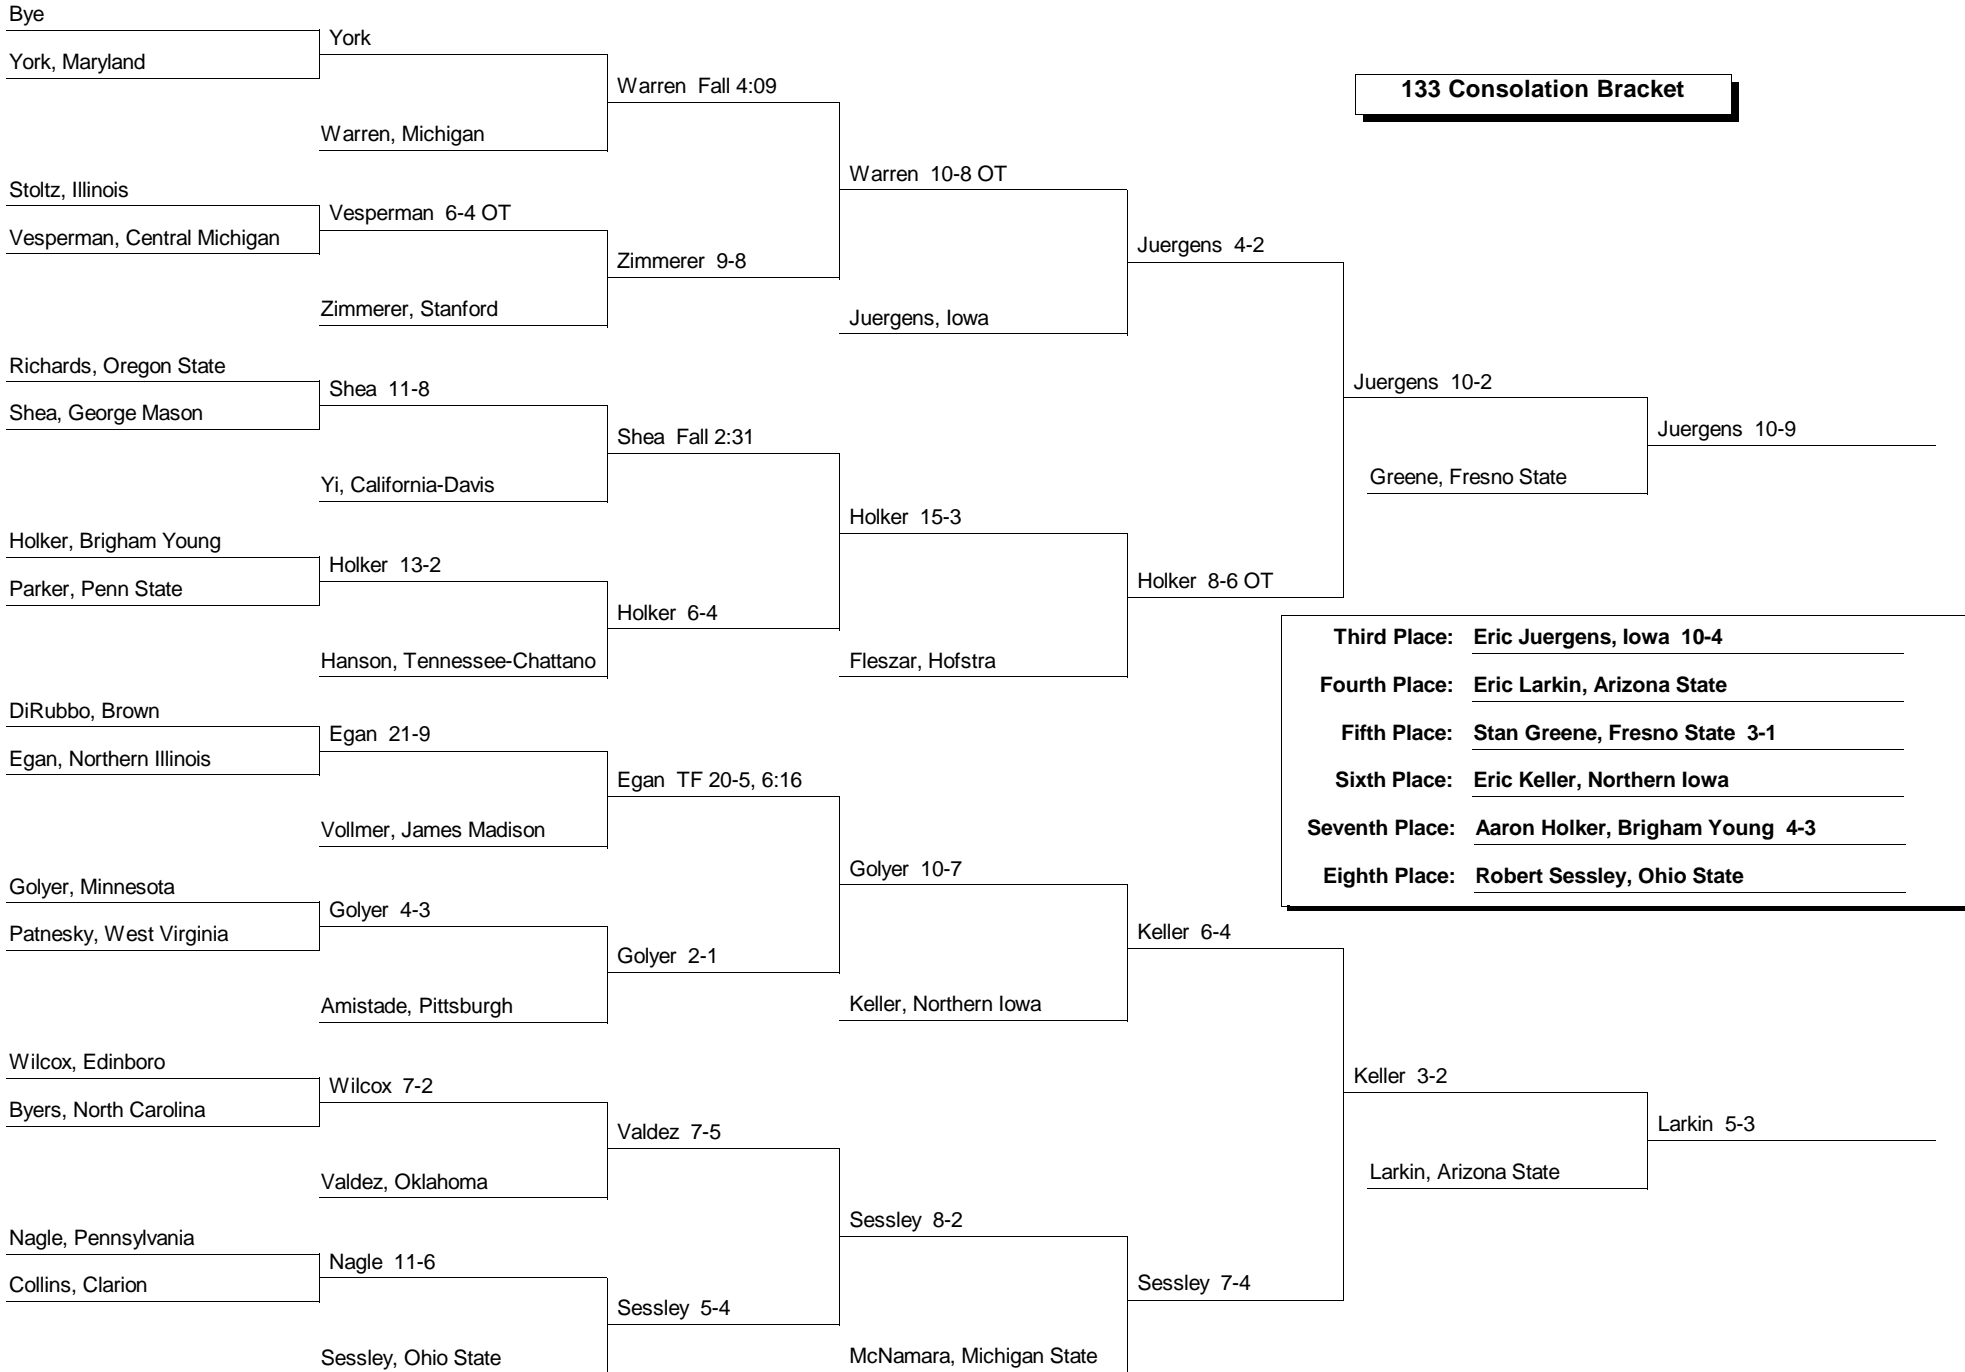 Bye
York, Maryland
Stoltz, Illinois
Vesperman, Central Michigan
Richards, Oregon State
Shea, George Mason
Holker, Brigham Young
Parker, Penn State
DiRubbo, Brown
Egan, Northern Illinois
Golyer, Minnesota
Patnesky, West Virginia
Wilcox, Edinboro
Byers, North Carolina
Nagle, Pennsylvania
Collins, Clarion
York
Warren, Michigan
Vesperman 6-4 OT
Zimmerer, Stanford
Shea 11-8
Yi, California-Davis
Holker 13-2
Hanson, Tennessee-Chattano
Egan 21-9
Vollmer, James Madison
Golyer 4-3
Amistade, Pittsburgh
Wilcox 7-2
Valdez, Oklahoma
Nagle 11-6
Sessley, Ohio State
Warren Fall 4:09
Zimmerer 9-8
Shea Fall 2:31
Holker 6-4
Egan TF 20-5, 6:16
Golyer 2-1
Valdez 7-5
Sessley 5-4
Warren 10-8 OT
Juergens, Iowa
Holker 15-3
Fleszar, Hofstra
Golyer 10-7
Keller, Northern Iowa
Sessley 8-2
McNamara, Michigan State
Juergens 4-2
Holker 8-6 OT
Keller 6-4
Sessley 7-4
Juergens 10-2
Greene, Fresno State
Keller 3-2
Larkin, Arizona State
Juergens 10-9
Larkin 5-3
133 Consolation Bracket
Third Place: Eric Juergens, Iowa 10-4
Fourth Place: Eric Larkin, Arizona State
Fifth Place: Stan Greene, Fresno State 3-1
Sixth Place: Eric Keller, Northern Iowa
Seventh Place: Aaron Holker, Brigham Young 4-3
Eighth Place: Robert Sessley, Ohio State